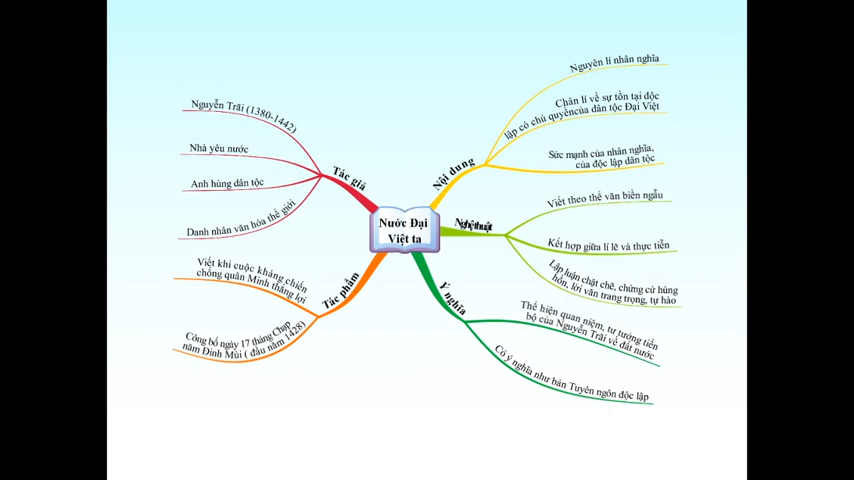 Nước Đại
Việt ta
Tác giả
Nguyễn Trãi (1380-1442)
Nhà yêu nước
Anh hùng dân tộc
Danh nhân văn hóa thế giới
Tác phẩm
Viết khi cuộc kháng chiến
chống quân Minh thắng lợi
Công bố ngày 17 tháng Chạp
năm Đinh Mùi ( đầu năm 1428)
Nội dung
Nguyên lí nhân nghĩa
Chân lí về sự tồn tại độc
lập có chủ quyềncủa dân tộc Đại Việt
Sức mạnh của nhân nghĩa,
của độc lập dân tộc
Nghệ thuật
Viết theo thể văn biền ngẫu
Kết hợp giữa lí lẽ và thực tiễn
Lập luận chặt chẽ, chứng cứ hùng
hồn, lời văn trang trọng, tự hào
Ý nghĩa
Thể hiện quan niệm, tư tưởng tiến
bộ của Nguyễn Trãi về đất nước
Có ý nghĩa như bản Tuyên ngôn độc lập